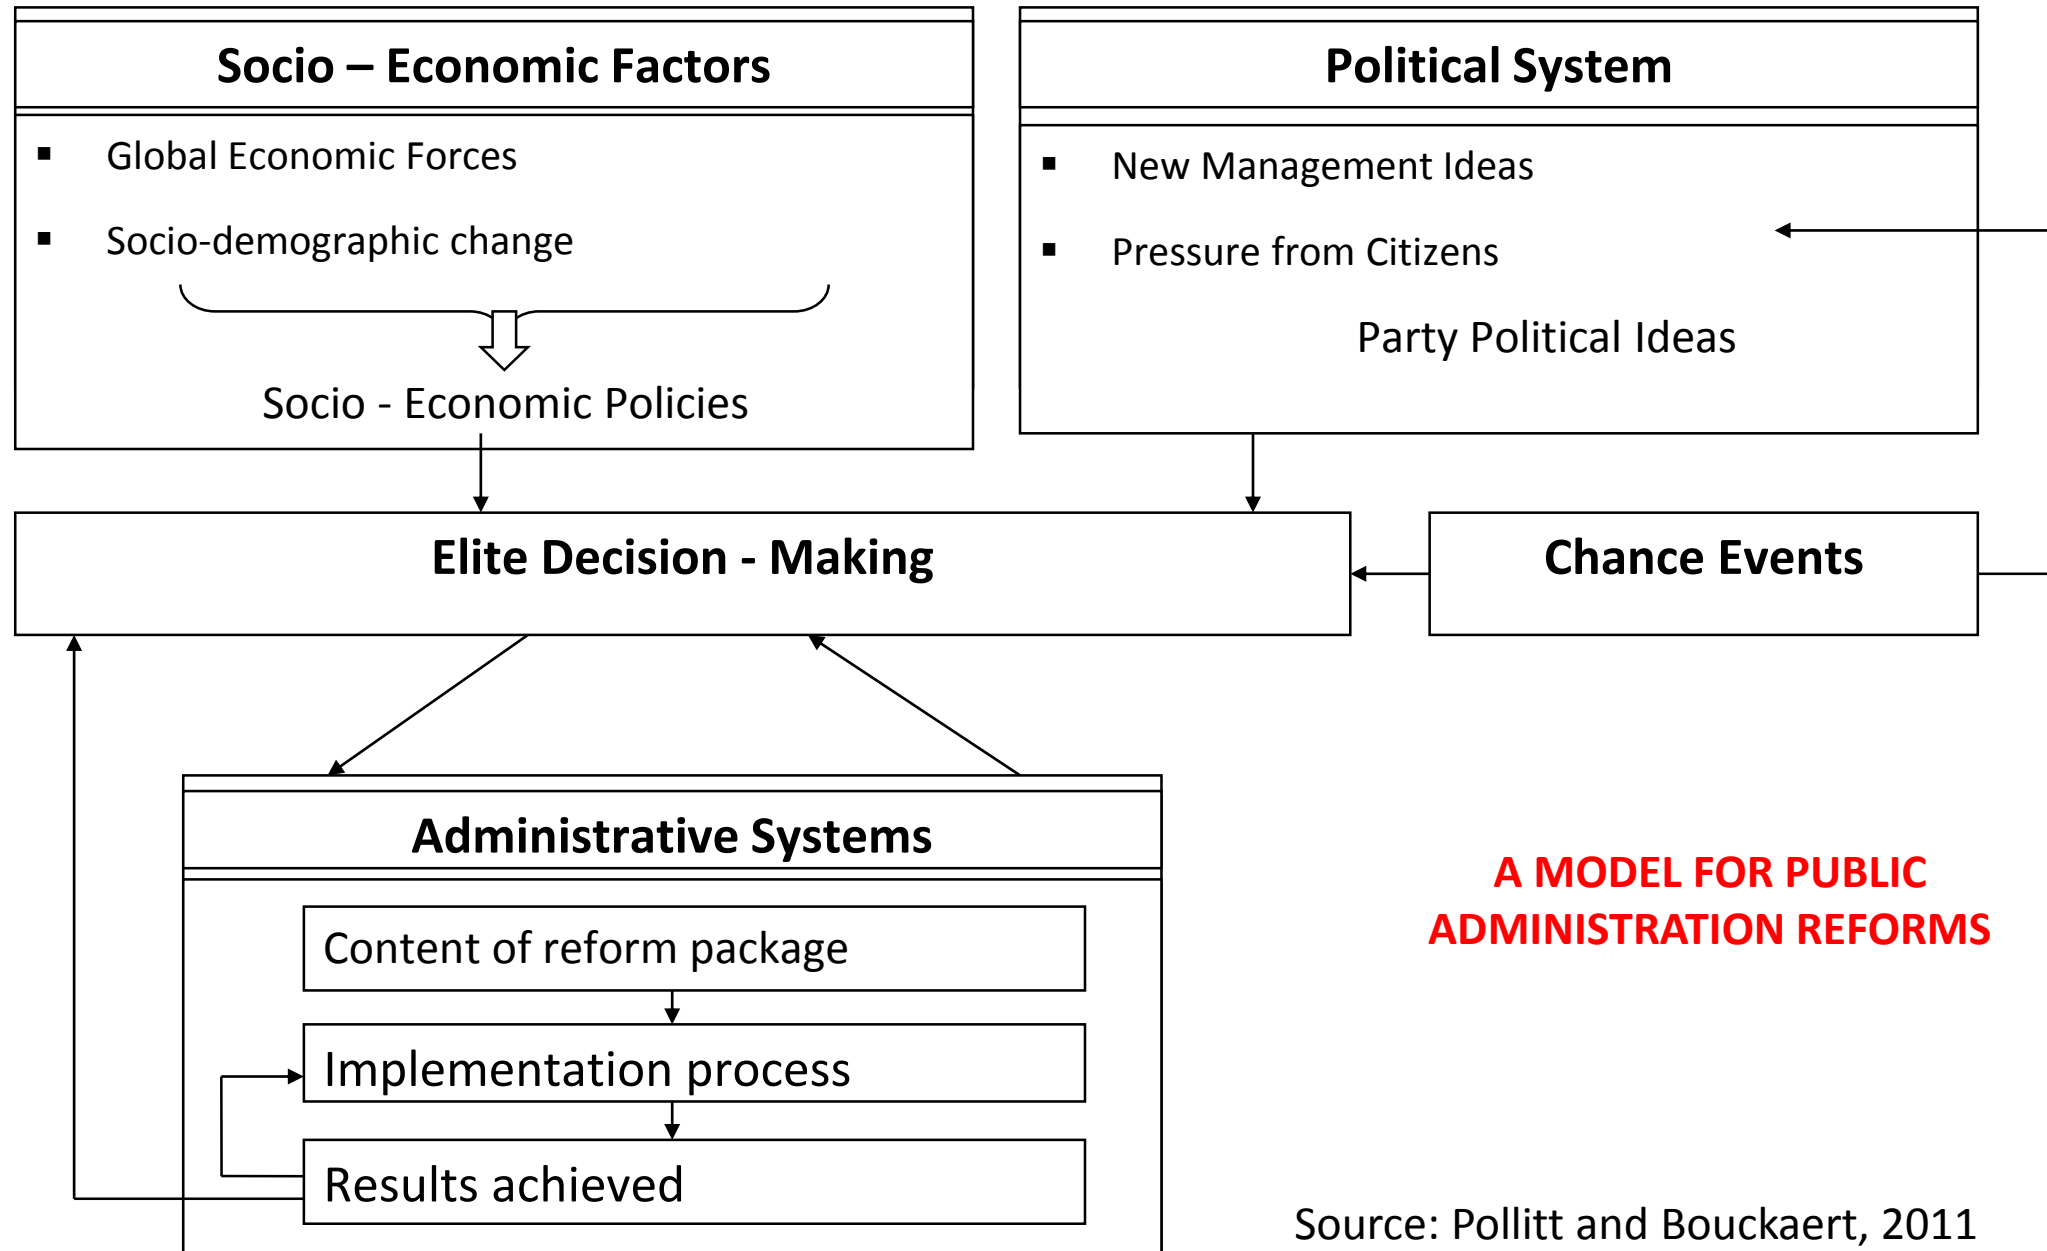 Socio – Economic Factors
▪ Global Economic Forces
▪ Socio-demographic change
Socio - Economic Policies
Political System
▪ New Management Ideas
▪ Pressure from Citizens
Party Political Ideas
Elite Decision - Making
Chance Events
Administrative Systems
Content of reform package
Implementation process
Results achieved
A MODEL FOR PUBLIC
ADMINISTRATION REFORMS
Source: Pollitt and Bouckaert, 2011